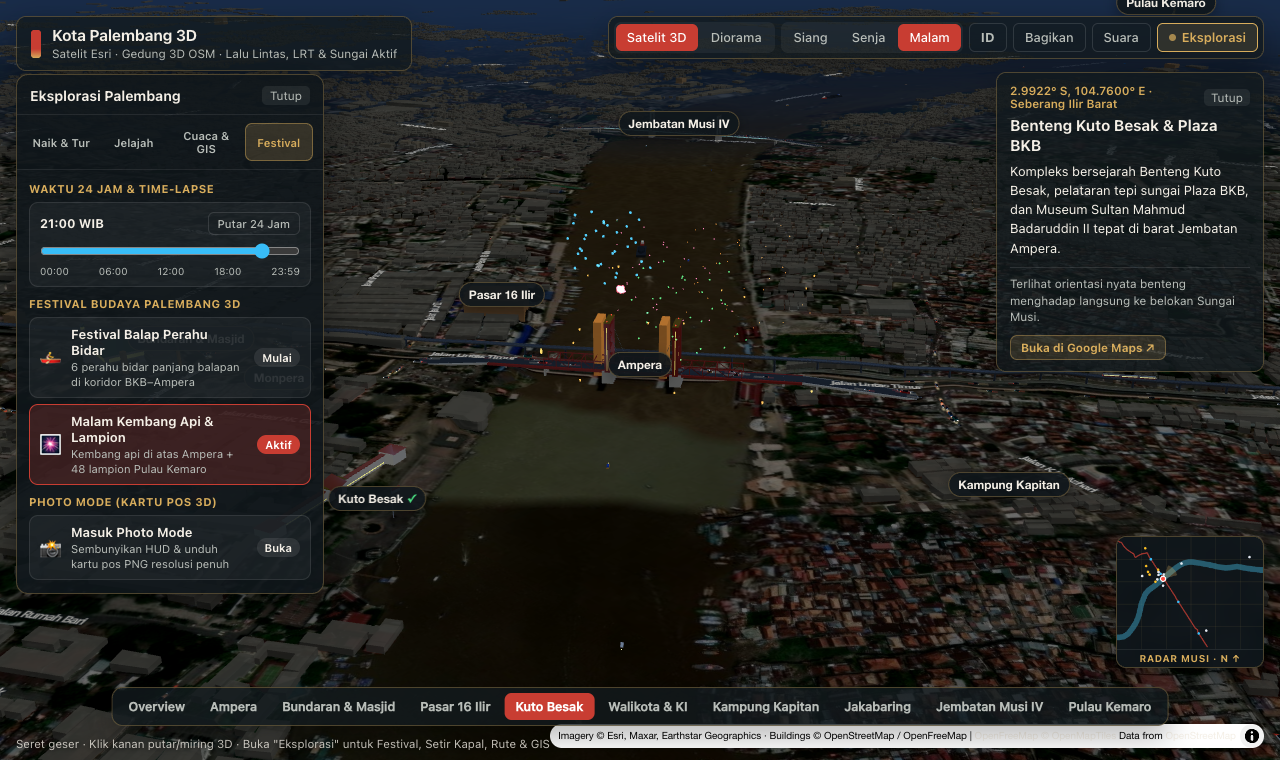 Pulau Kemaro
Kota Palembang 3D
Satelit Esri · Gedung 3D OSM · Lalu Lintas, LRT & Sungai Aktif
Satelit 3D
Diorama
Siang
Senja
Malam
ID
Bagikan
Suara
Eksplorasi
Eksplorasi Palembang
Tutup
Naik & Tur
Jelajah
Cuaca &
GIS
Festival
WAKTU 24 JAM & TIME-LAPSE
21:00 WIB
Putar 24 Jam
00:00
06:00
12:00
18:00
23:59
FESTIVAL BUDAYA PALEMBANG 3D
Festival Balap Perahu
Bidar
6 perahu bidar panjang balapan
di koridor BKB–Ampera
Mulai
Masjid
Monpera
Malam Kembang Api &
Lampion
Kembang api di atas Ampera +
48 lampion Pulau Kemaro
Aktif
PHOTO MODE (KARTU POS 3D)
Masuk Photo Mode
Sembunyikan HUD & unduh
kartu pos PNG resolusi penuh
Buka
Jembatan Musi IV
Pasar 16 Ilir
Ampera
Kuto Besak ✓
Kampung Kapitan
2.9922° S, 104.7600° E ·
Seberang Ilir Barat
Tutup
Benteng Kuto Besak & Plaza
BKB
Kompleks bersejarah Benteng Kuto
Besak, pelataran tepi sungai Plaza BKB,
dan Museum Sultan Mahmud
Badaruddin II tepat di barat Jembatan
Ampera.
Terlihat orientasi nyata benteng
menghadap langsung ke belokan Sungai
Musi.
Buka di Google Maps ↗
RADAR MUSI · N ↑
Overview
Ampera
Bundaran & Masjid
Pasar 16 Ilir
Kuto Besak
Walikota & KI
Kampung Kapitan
Jakabaring
Jembatan Musi IV
Pulau Kemaro
Seret geser · Klik kanan putar/miring 3D · Buka "Eksplorasi" untuk Festival, Setir Kapal, Rute & GIS
Imagery © Esri, Maxar, Earthstar Geographics · Buildings © OpenStreetMap / OpenFreeMap | OpenFreeMap © OpenMapTiles Data from OpenStreetMap